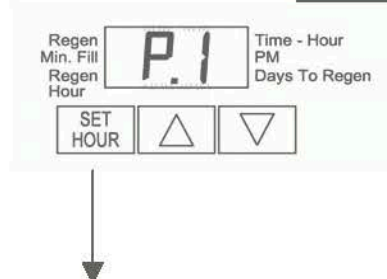 Regen
Min. Fill
Regen
Hour
P.1
Time - Hour
PM
Days To Regen
SET
HOUR